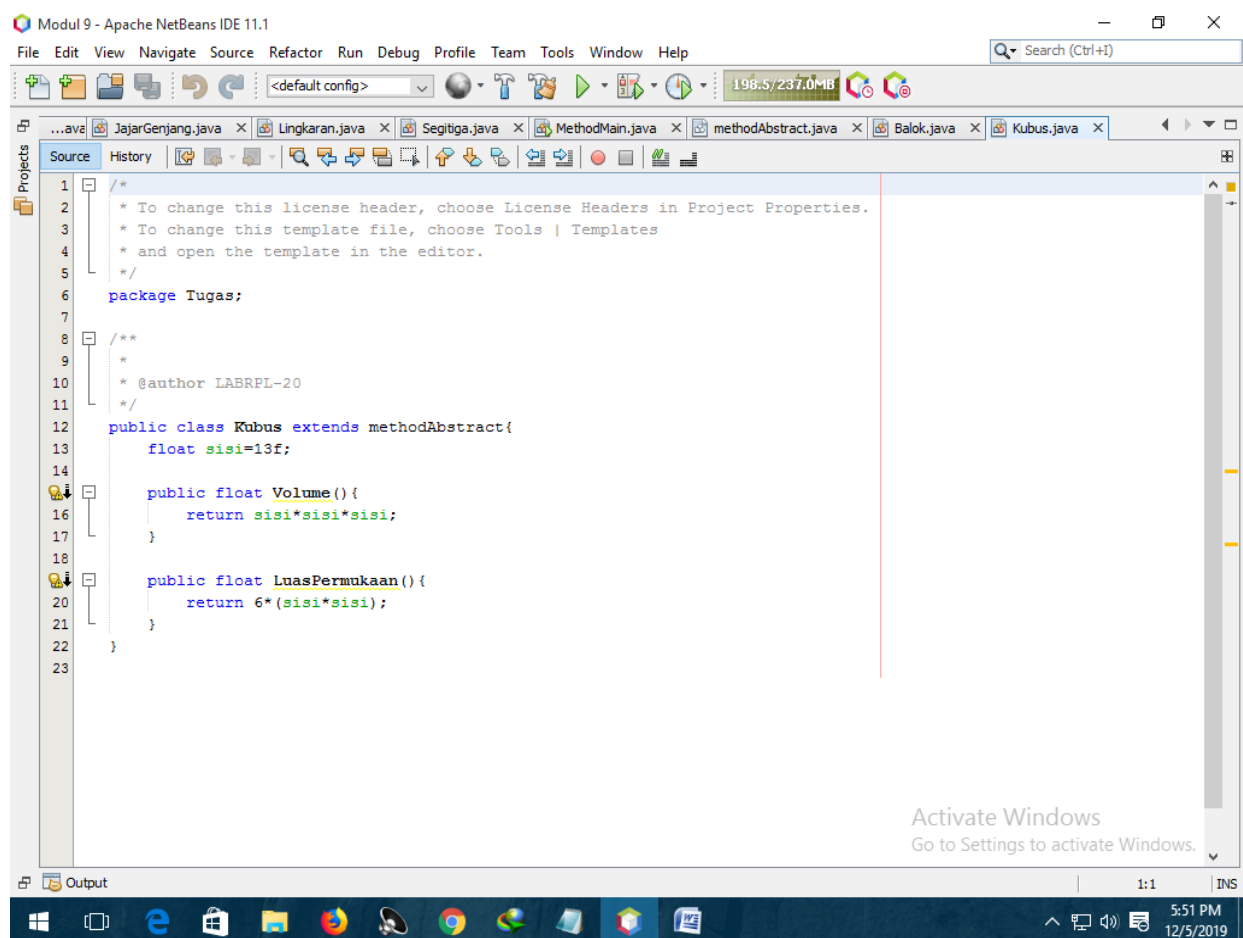 Modul 9 - Apache NetBeans IDE 11.1
File Edit View Navigate Source Refactor Run Debug Profile Team Tools Window Help
Search (Ctrl+I)
<default config>
198.5/237.0MB
...ava JajarGenjang.java Lingkaran.java Segitiga.java MethodMain.java methodAbstract.java Balok.java Kubus.java
Projects
Source History
1 /*
2 * To change this license header, choose License Headers in Project Properties.
3 * To change this template file, choose Tools | Templates
4 * and open the template in the editor.
5 */
6 package Tugas;
7
8 /**
9 *
10 * @author LABRPL-20
11 */
12 public class Kubus extends methodAbstract{
13 float sisi=13f;
14
public float Volume(){
16 return sisi*sisi*sisi;
17 }
18
public float LuasPermukaan(){
20 return 6*(sisi*sisi);
21 }
22 }
23
Activate Windows
Go to Settings to activate Windows.
Output
1:1 INS
5:51 PM
12/5/2019